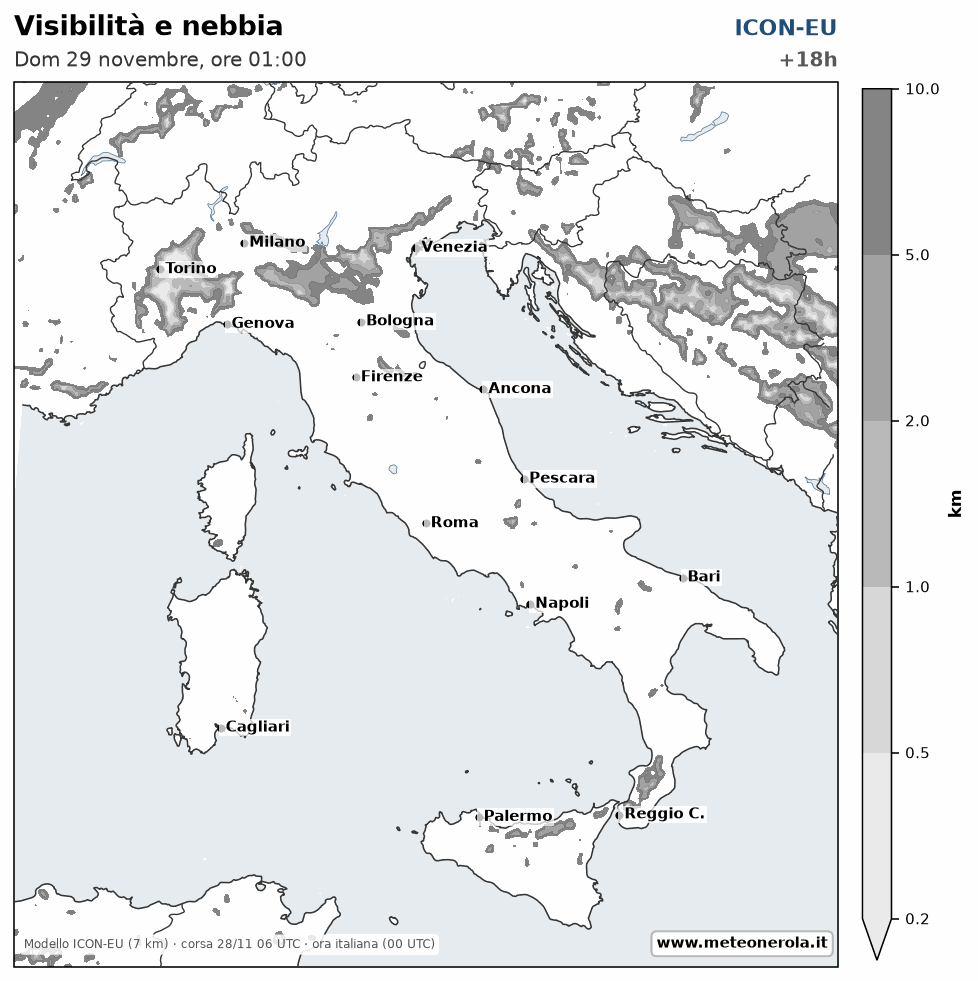 Visibilità e nebbia
ICON-EU
Dom 29 novembre, ore 01:00
+18h
10.0
5.0
2.0
1.0
0.5
0.2
km
Milano
Venezia
Torino
Genova
Bologna
Firenze
Ancona
Pescara
Roma
Bari
Napoli
Cagliari
Palermo
Reggio C.
Modello ICON-EU (7 km) · corsa 28/11 06 UTC · ora italiana (00 UTC)
www.meteonerola.it